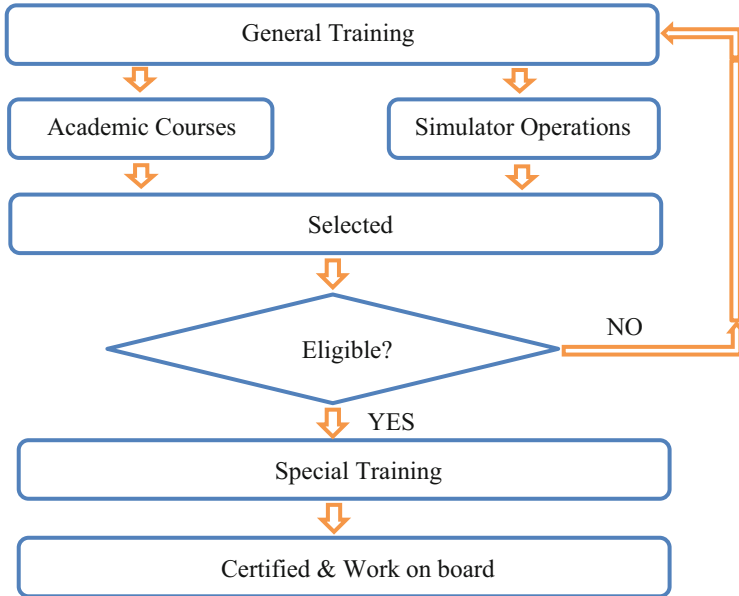 General Training
Academic Courses
Simulator Operations
Selected
Eligible?
NO
YES
Special Training
Certified & Work on board